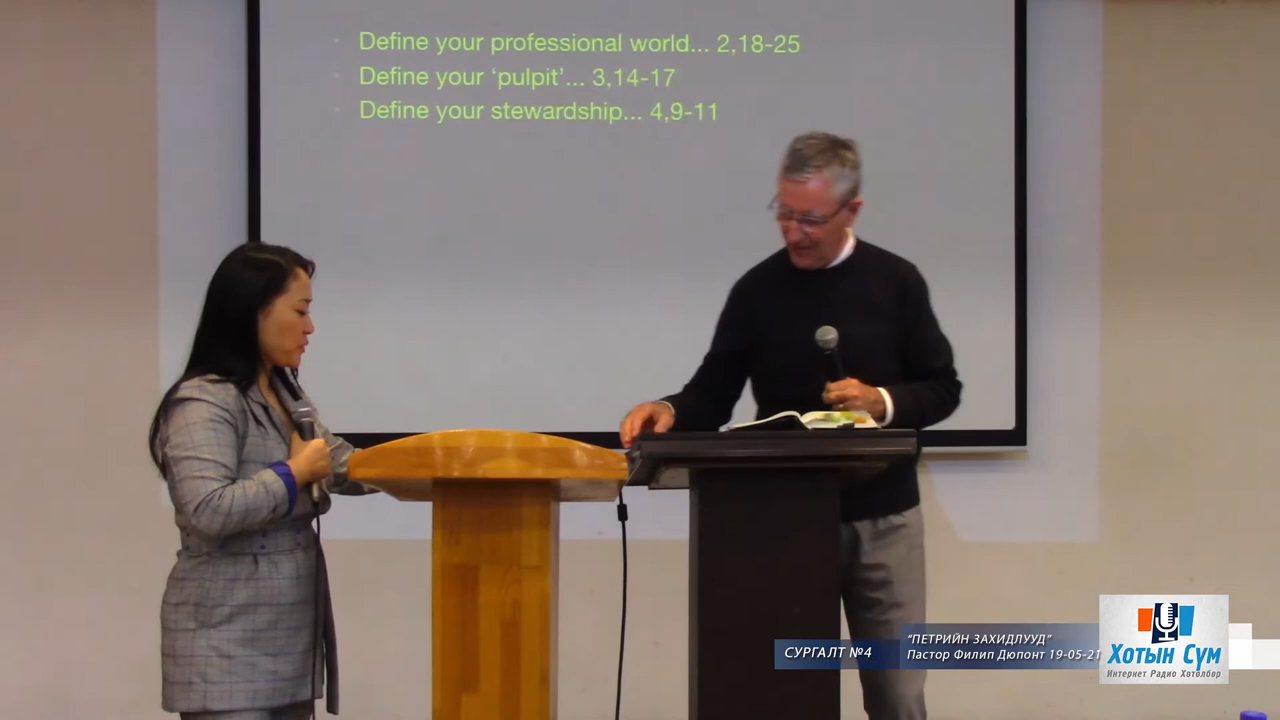 Define your professional world... 2,18-25
Define your ‘pulpit’... 3,14-17
Define your stewardship... 4,9-11
СУРГАЛТ №4
“ПЕТРИЙН ЗАХИДЛУУД”
Пастор Филип Дюпонт 19-05-21
Хотын Сүм
Интернет Радио Хөтөлбөр